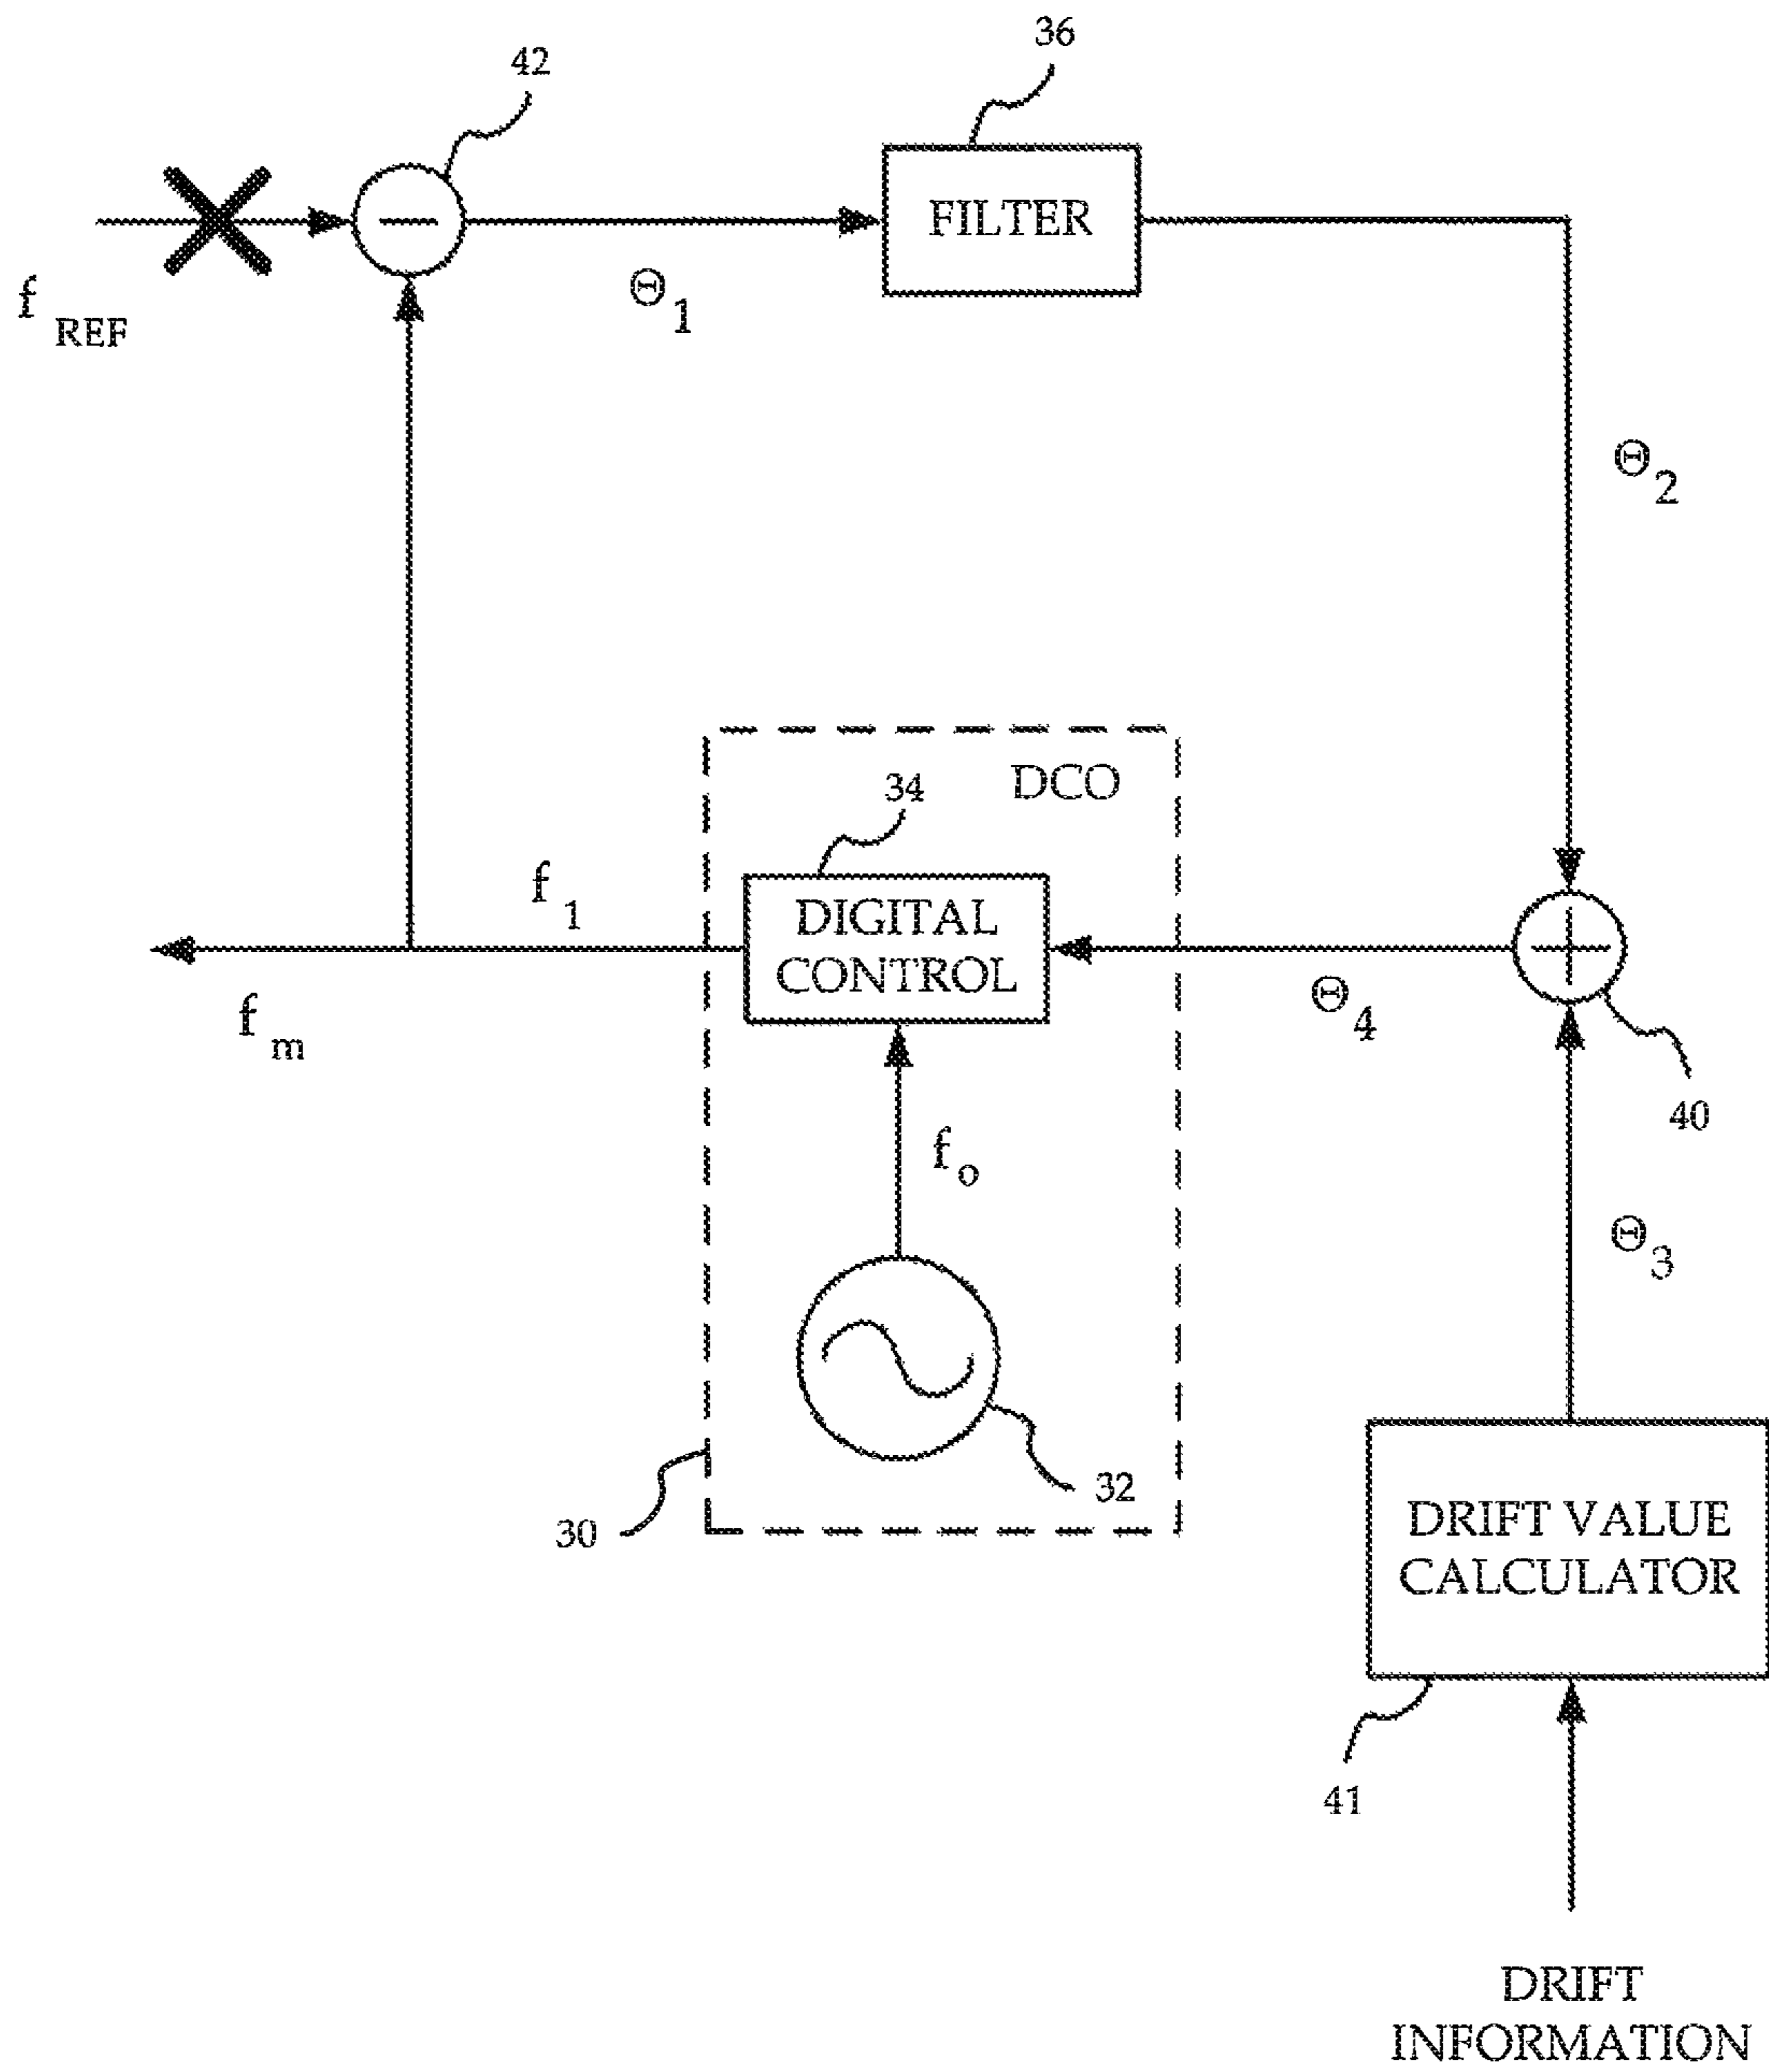 36
42
FILTER
Θ1
f REF
Θ2
DCO
34
f 1
DIGITAL
CONTROL
Θ4
f m
40
f o
Θ3
32
30
DRIFT VALUE
CALCULATOR
41
DRIFT
INFORMATION